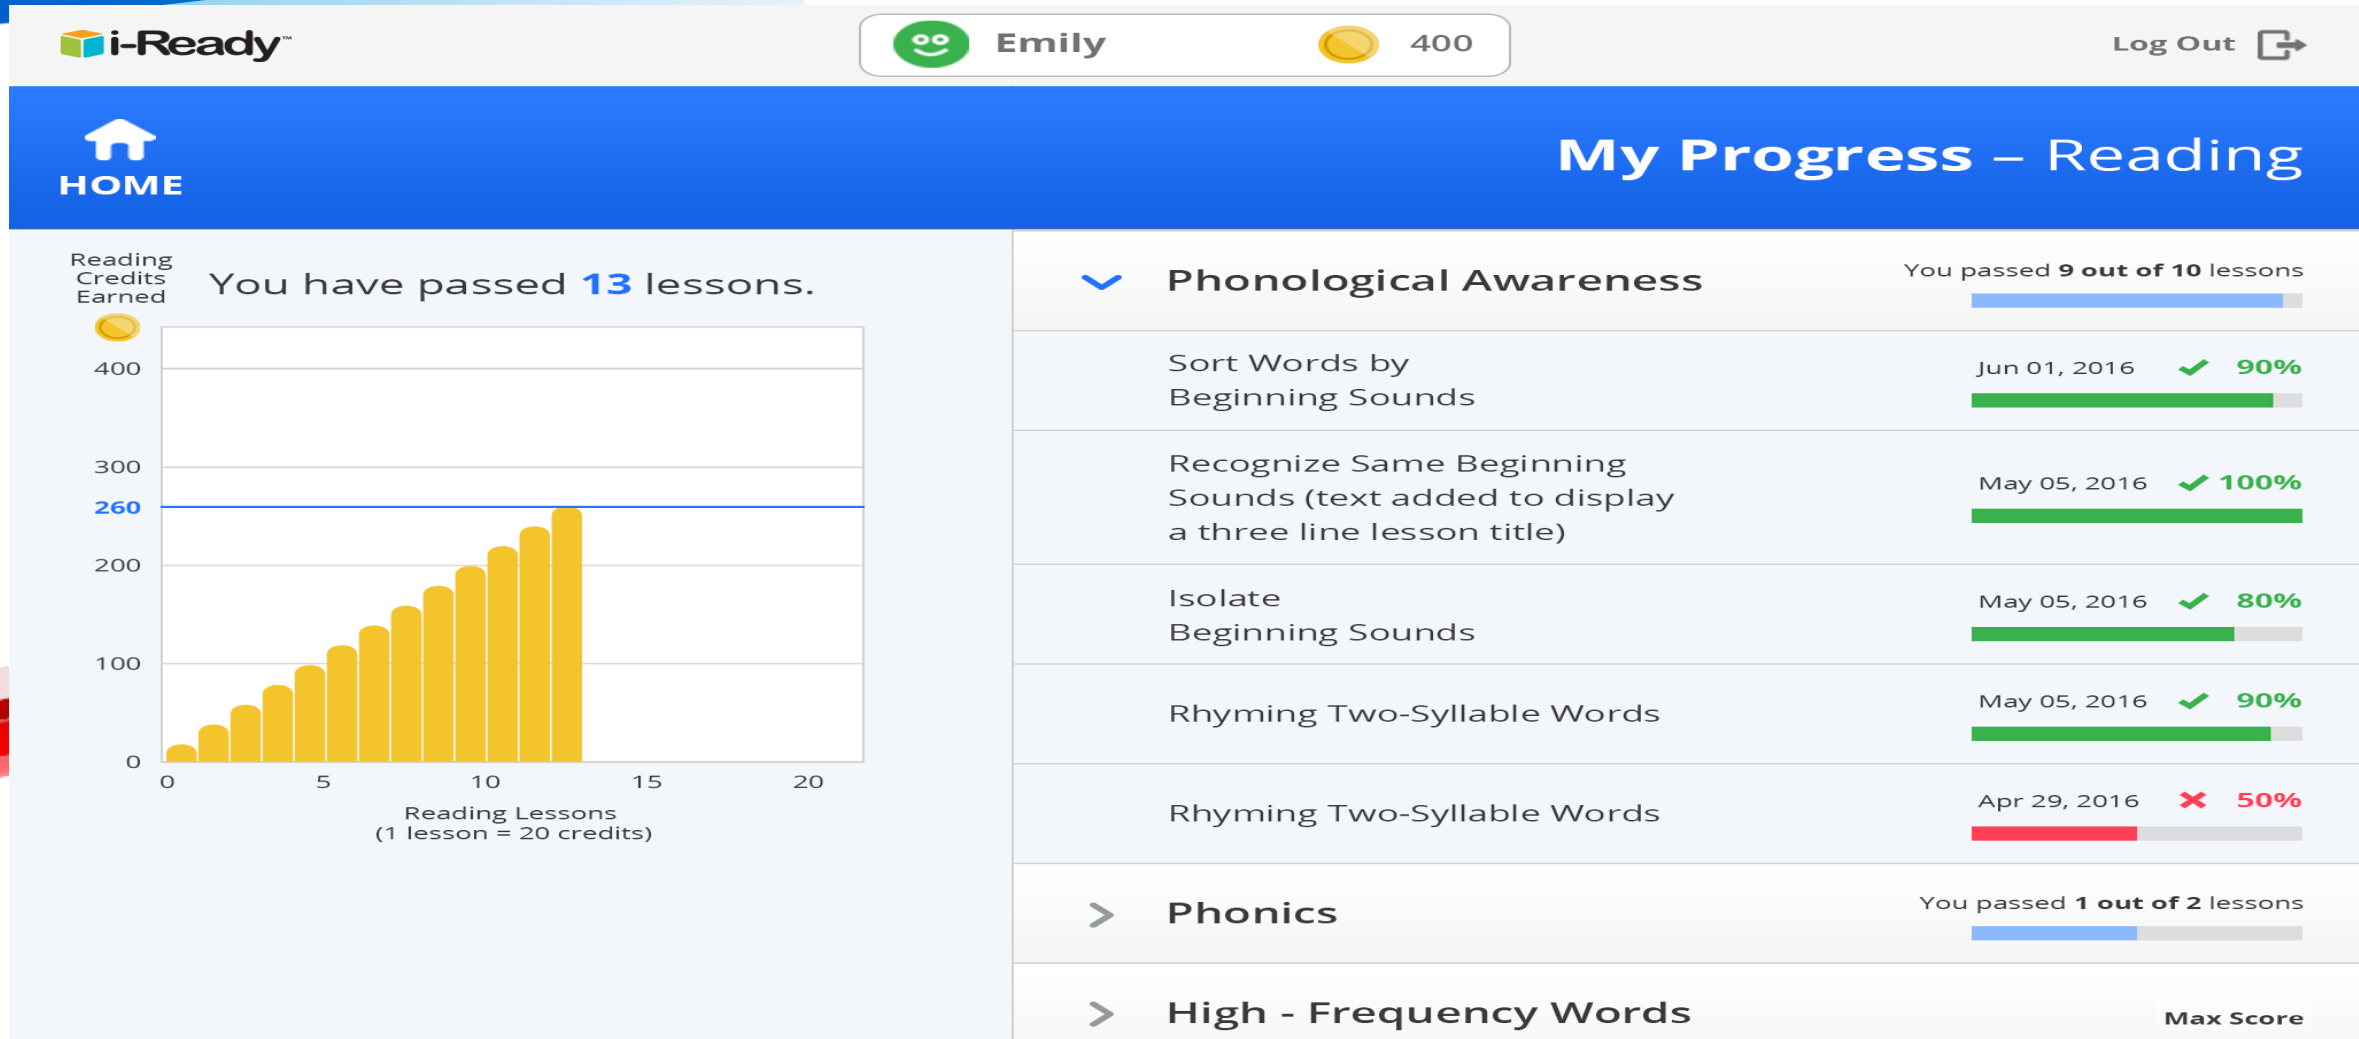 i-Ready™
Emily
400
Log Out
HOME
My Progress – Reading
Reading
Credits
Earned
You have passed 13 lessons.
400
300
260
200
100
0
0 5 10 15 20
Reading Lessons
(1 lesson = 20 credits)
Phonological Awareness
You passed 9 out of 10 lessons
Sort Words by
Beginning Sounds
Jun 01, 2016 90%
Recognize Same Beginning
Sounds (text added to display
a three line lesson title)
May 05, 2016 100%
Isolate
Beginning Sounds
May 05, 2016 80%
Rhyming Two-Syllable Words
May 05, 2016 90%
Rhyming Two-Syllable Words
Apr 29, 2016 50%
Phonics
You passed 1 out of 2 lessons
High - Frequency Words
Max Score